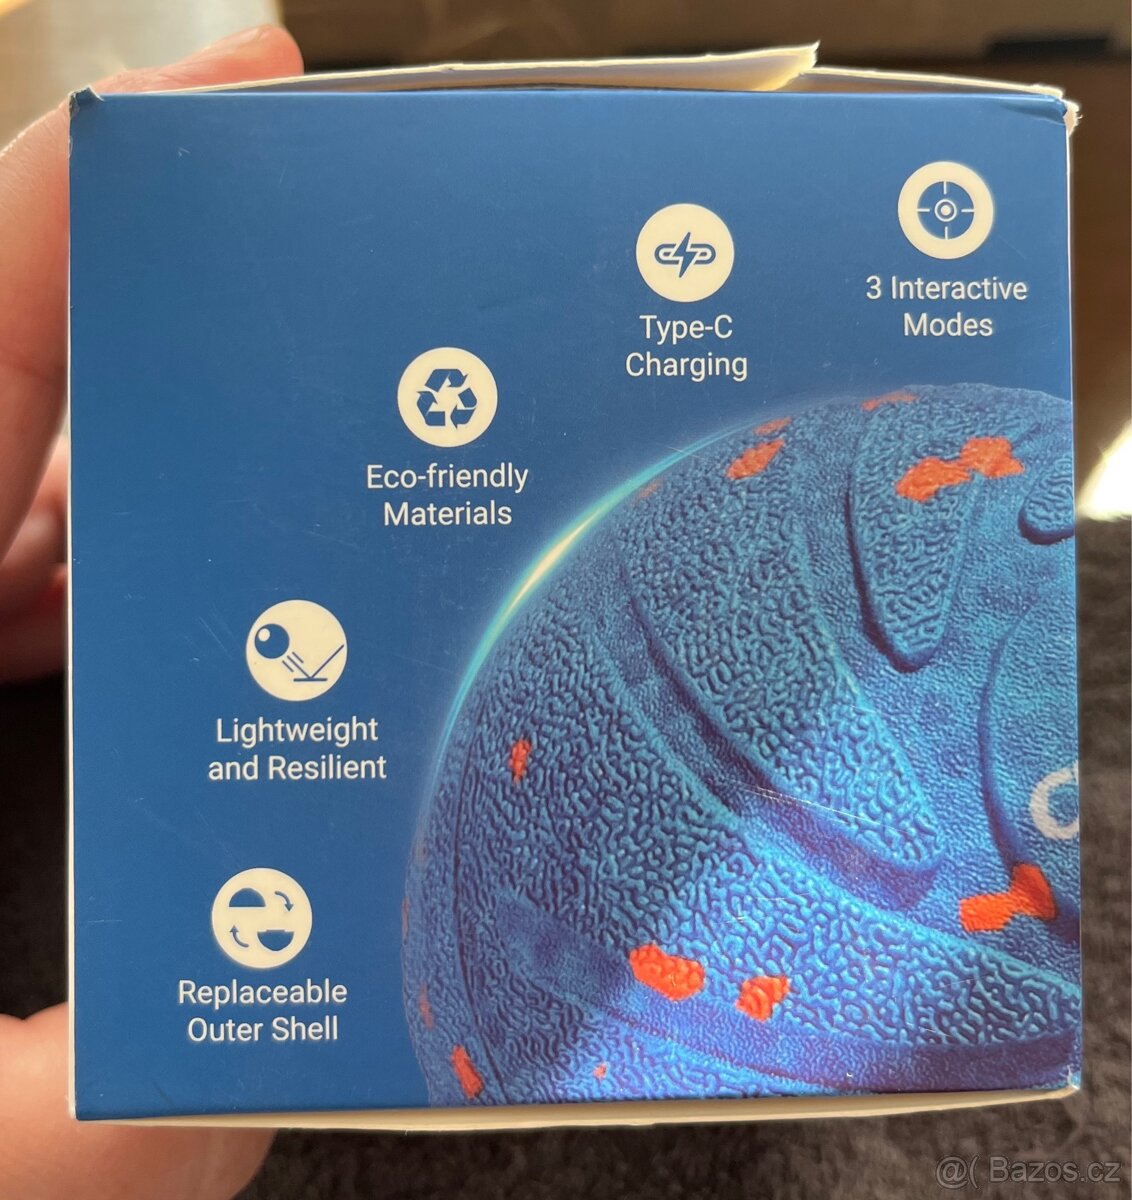 3 Interactive
Modes
Type-C
Charging
Eco-friendly
Materials
Lightweight
and Resilient
Replaceable
Outer Shell
@( Bazos.cz